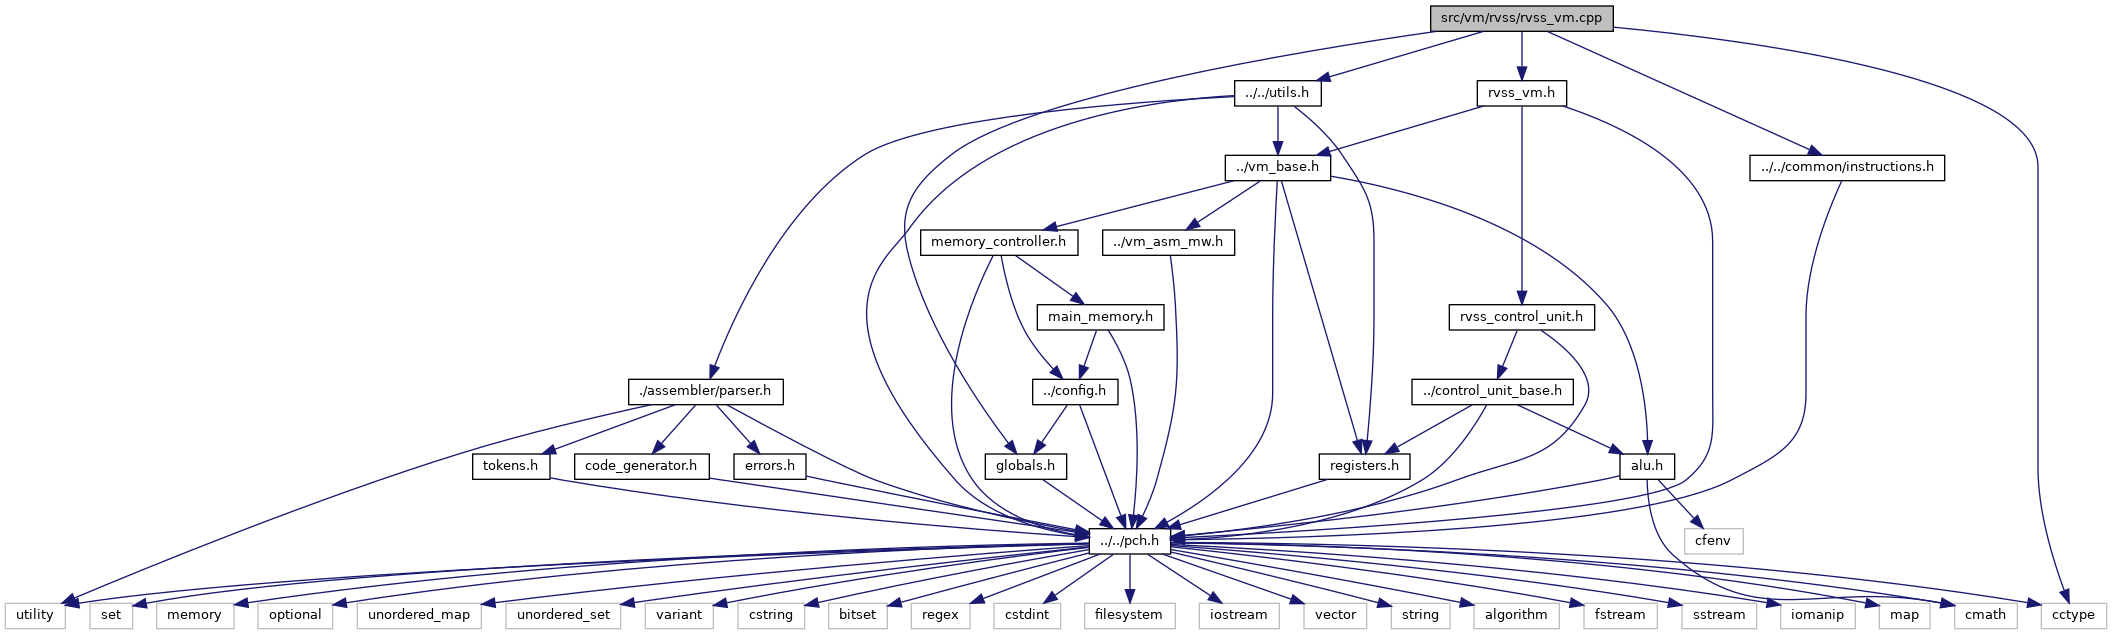 src/vm/rvss/rvss_vm.cpp
../../utils.h
rvss_vm.h
../vm_base.h
../../common/instructions.h
memory_controller.h
../vm_asm_mw.h
main_memory.h
rvss_control_unit.h
./assembler/parser.h
../config.h
../control_unit_base.h
tokens.h
code_generator.h
errors.h
globals.h
registers.h
alu.h
../../pch.h
cfenv
utility
set
memory
optional
unordered_map
unordered_set
variant
cstring
bitset
regex
cstdint
filesystem
iostream
vector
string
algorithm
fstream
sstream
iomanip
map
cmath
cctype